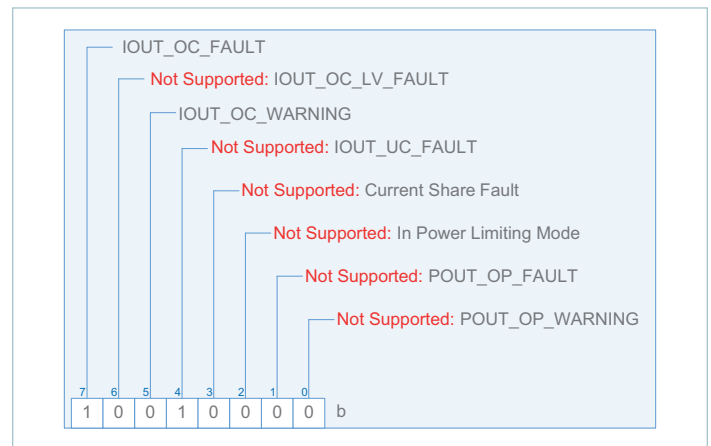 IOUT_OC_FAULT
Not Supported: IOUT_OC_LV_FAULT
IOUT_OC_WARNING
Not Supported: IOUT_UC_FAULT
Not Supported: Current Share Fault
Not Supported: In Power Limiting Mode
Not Supported: POUT_OP_FAULT
Not Supported: POUT_OP_WARNING
7 6 5 4 3 2 1 0
1 0 0 1 0 0 0 0 b